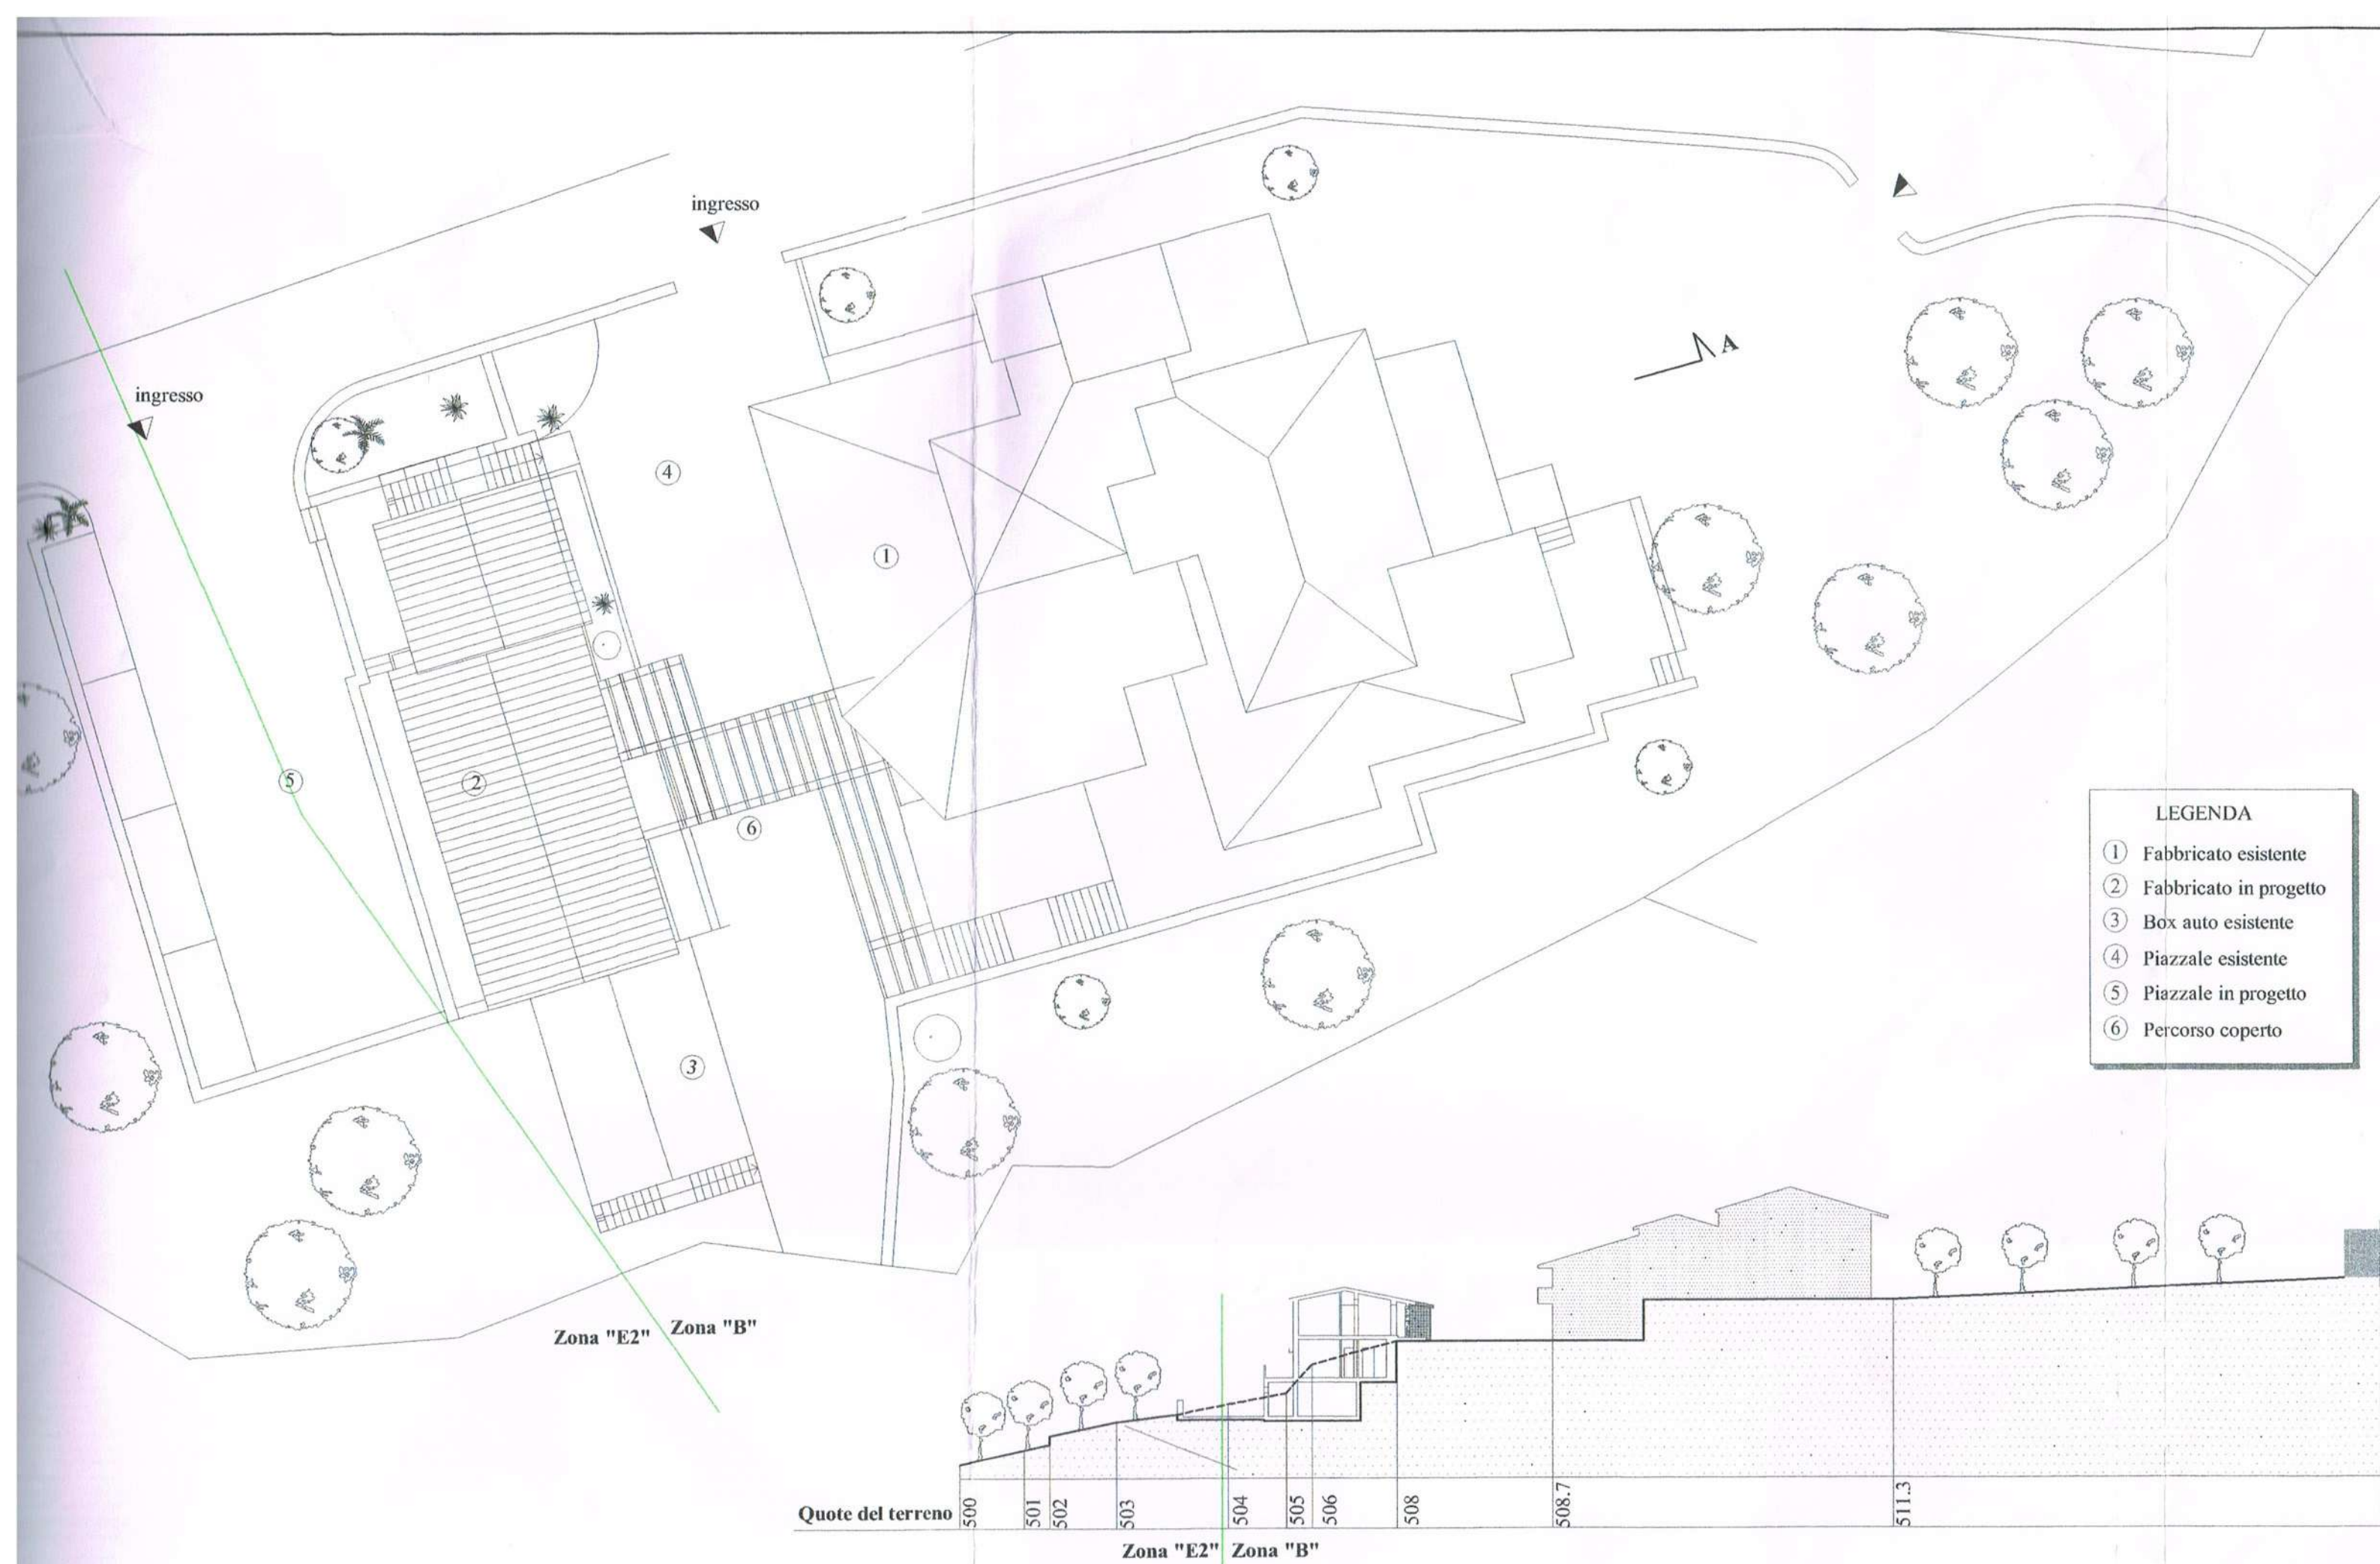 ingresso
ingresso
A
4
1
5
2
6
3
LEGENDA
1 Fabbricato esistente
2 Fabbricato in progetto
3 Box auto esistente
4 Piazzale esistente
5 Piazzale in progetto
6 Percorso coperto
Zona "E2" Zona "B"
Quote del terreno 500 501 502 503 504 505 506 508 508.7 511.3
Zona "E2" Zona "B"